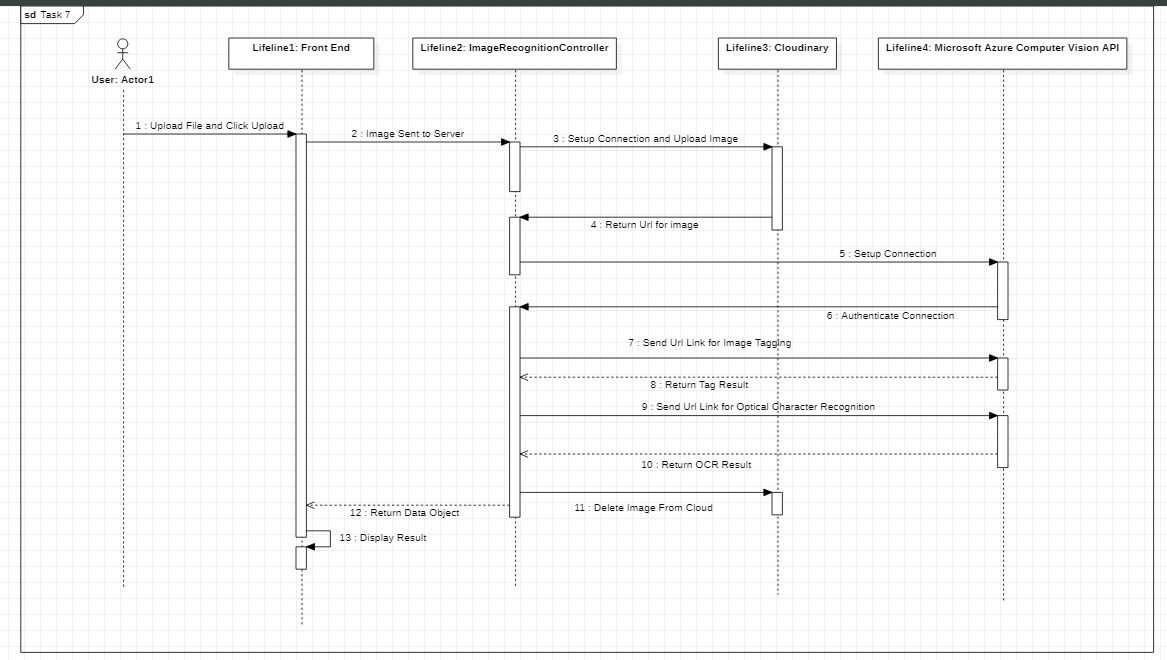 sd Task 7
User: Actor1
Lifeline1: Front End
Lifeline2: ImageRecognitionController
Lifeline3: Cloudinary
Lifeline4: Microsoft Azure Computer Vision API
1 : Upload File and Click Upload
2 : Image Sent to Server
3 : Setup Connection and Upload Image
4 : Return Url for image
5 : Setup Connection
6 : Authenticate Connection
7 : Send Url Link for Image Tagging
8 : Return Tag Result
9 : Send Url Link for Optical Character Recognition
10 : Return OCR Result
11 : Delete Image From Cloud
12 : Return Data Object
13 : Display Result